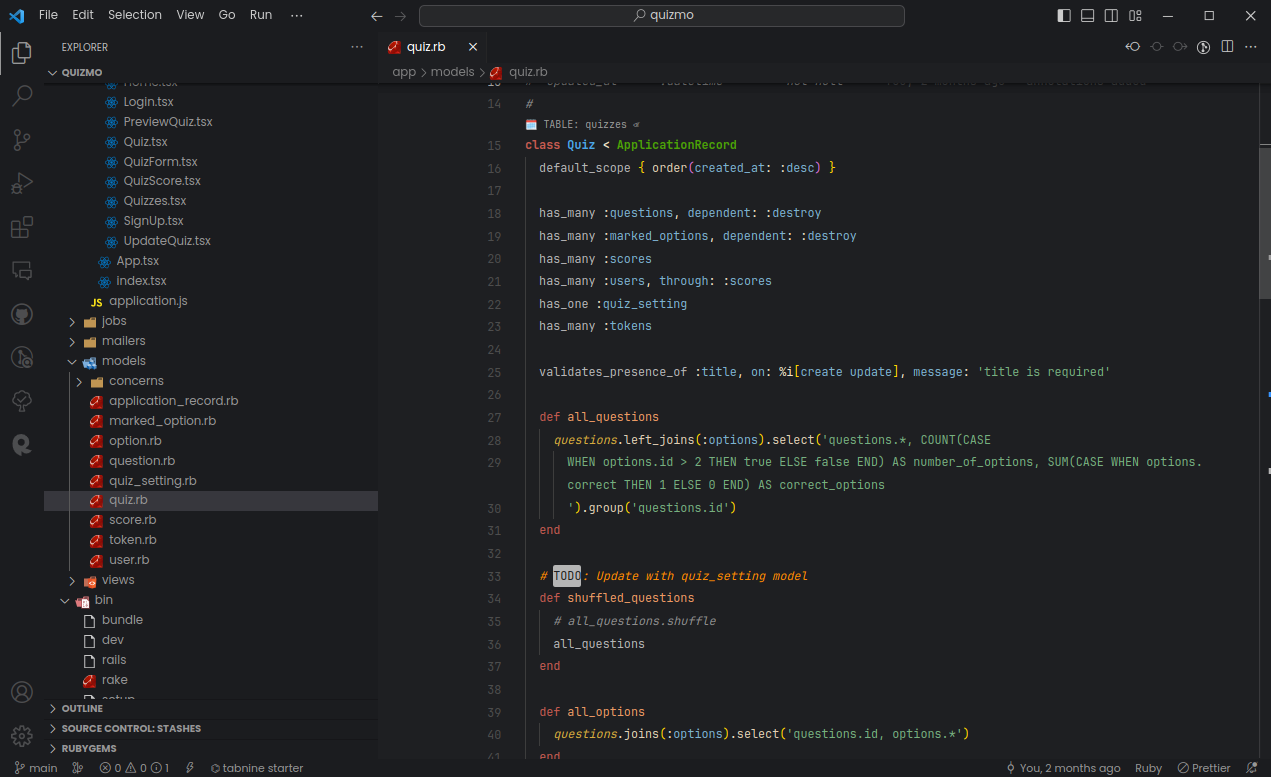 File Edit Selection View Go Run ···
quizmo
EXPLORER ···
QUIZMO
Home.tsx
Login.tsx
PreviewQuiz.tsx
Quiz.tsx
QuizForm.tsx
QuizScore.tsx
Quizzes.tsx
SignUp.tsx
UpdateQuiz.tsx
App.tsx
index.tsx
JS application.js
jobs
mailers
models
concerns
application_record.rb
marked_option.rb
option.rb
question.rb
quiz_setting.rb
quiz.rb
score.rb
token.rb
user.rb
views
bin
bundle
dev
rails
rake
setup
OUTLINE
SOURCE CONTROL: STASHES
RUBYGEMS
quiz.rb
app > models > quiz.rb
14 #
TABLE: quizzes
15 class Quiz < ApplicationRecord
16 default_scope { order(created_at: :desc) }
17
18 has_many :questions, dependent: :destroy
19 has_many :marked_options, dependent: :destroy
20 has_many :scores
21 has_many :users, through: :scores
22 has_one :quiz_setting
23 has_many :tokens
24
25 validates_presence_of :title, on: %i[create update], message: 'title is required'
26
27 def all_questions
28 questions.left_joins(:options).select('questions.*, COUNT(CASE
29 WHEN options.id > 2 THEN true ELSE false END) AS number_of_options, SUM(CASE WHEN options.
correct THEN 1 ELSE 0 END) AS correct_options
30 ').group('questions.id')
31 end
32
33 # TODO: Update with quiz_setting model
34 def shuffled_questions
35 # all_questions.shuffle
36 all_questions
37 end
38
39 def all_options
40 questions.joins(:options).select('questions.id, options.*')
41 end
main 0 0 1 tabnine starter You, 2 months ago Ruby Prettier